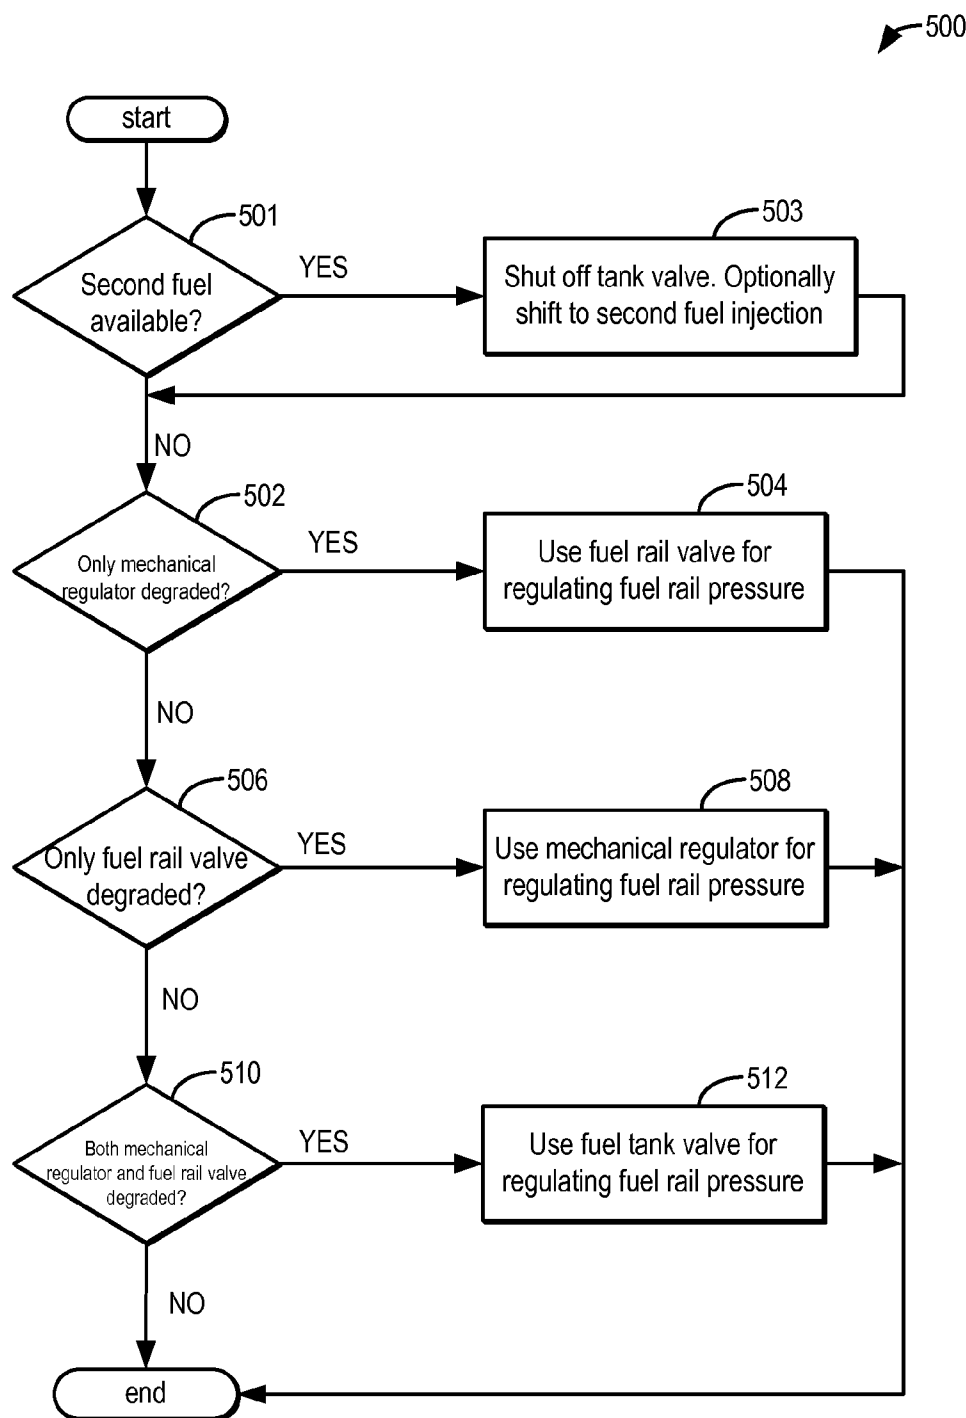 500
start
501
Second fuel
available?
YES
503
Shut off tank valve. Optionally
shift to second fuel injection
NO
502
Only mechanical
regulator degraded?
YES
504
Use fuel rail valve for
regulating fuel rail pressure
NO
506
Only fuel rail valve
degraded?
YES
508
Use mechanical regulator for
regulating fuel rail pressure
NO
510
Both mechanical
regulator and fuel rail valve
degraded?
YES
512
Use fuel tank valve for
regulating fuel rail pressure
NO
end